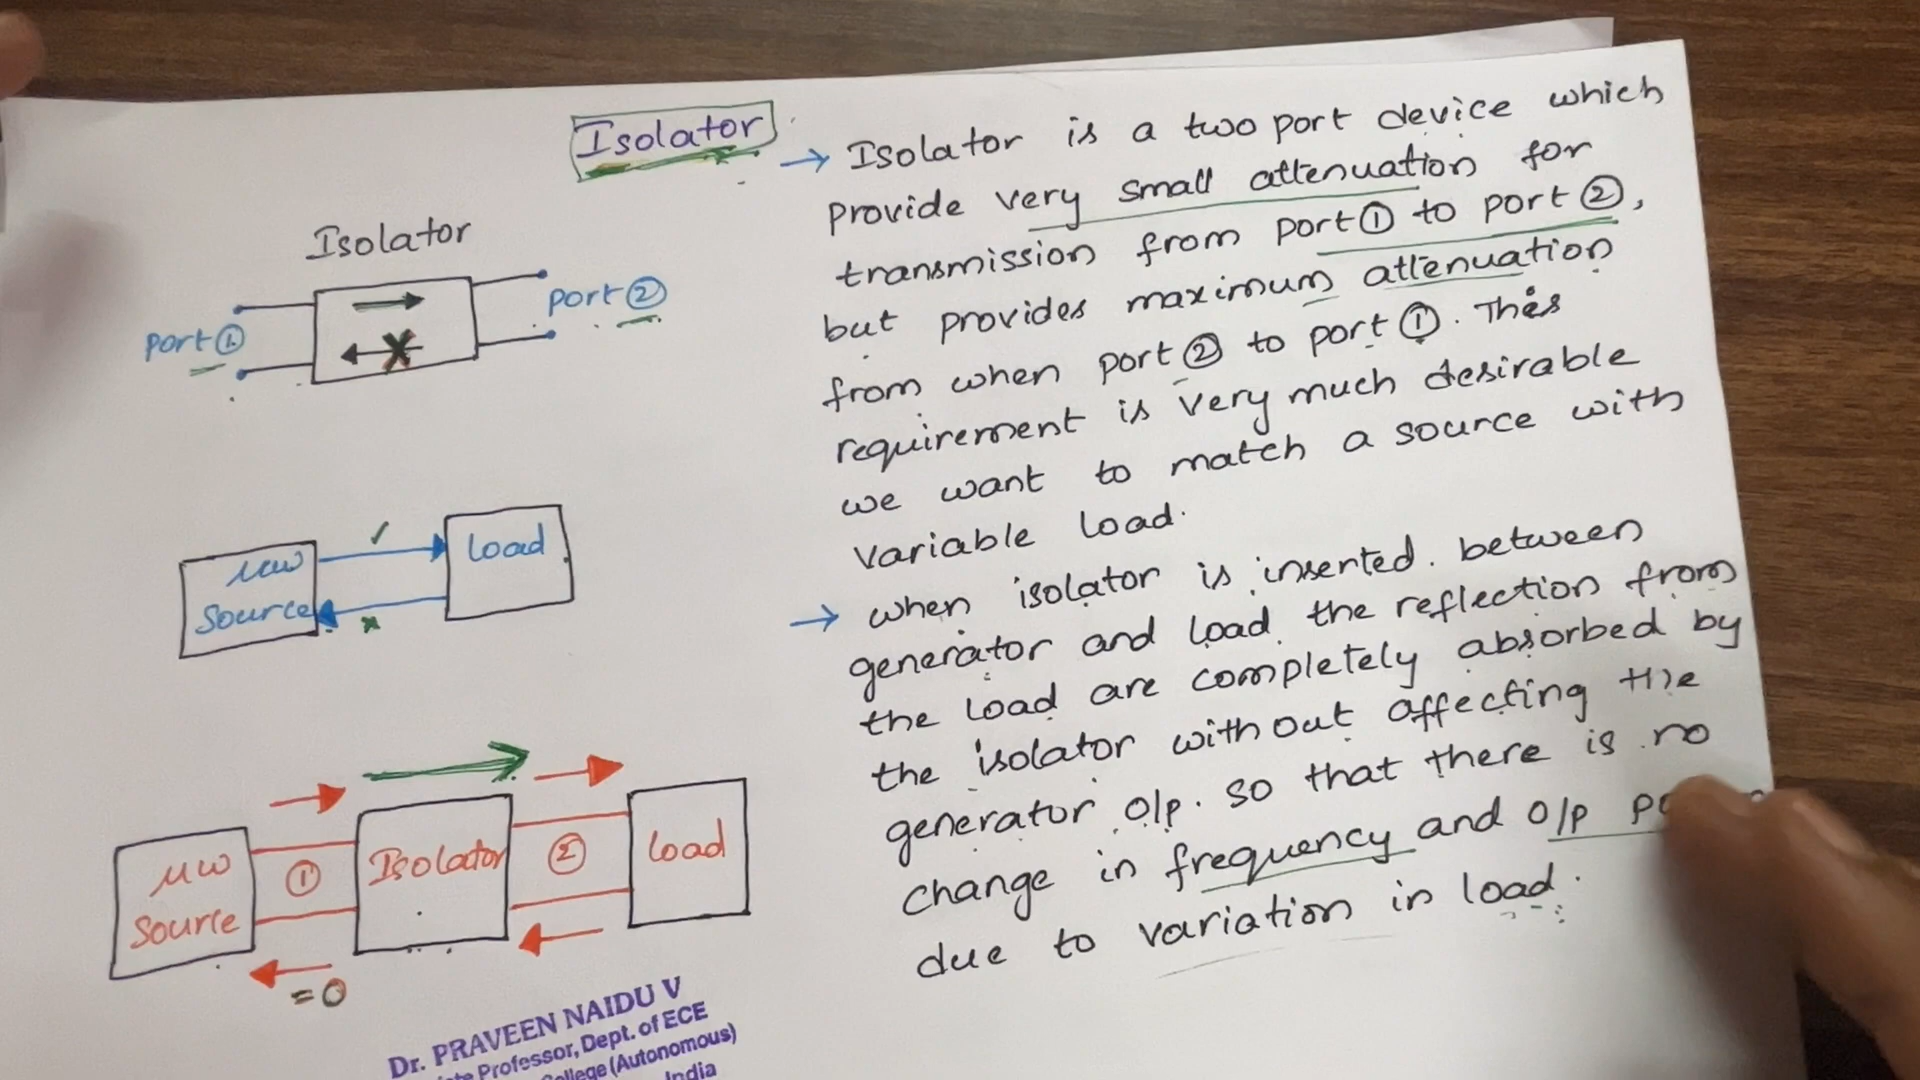 Isolator
Isolator
port ①
port ②
μw
Source
load
μw
Source
①
Isolator
②
load
=0
→ Isolator is a two port device which
provide very small attenuation for
transmission from port ① to port ②,
but provides maximum attenuation
from when port ② to port ①. This
requirement is very much desirable
we want to match a source with
variable load.
→ when isolator is inserted. between
generator and load, the reflection from
the load are completely absorbed by
the isolator without affecting the
generator o/p. so that there is no
change in frequency and o/p
due to variation in load.
Dr. PRAVEEN NAIDU V
Professor, Dept. of ECE
College (Autonomous)
India